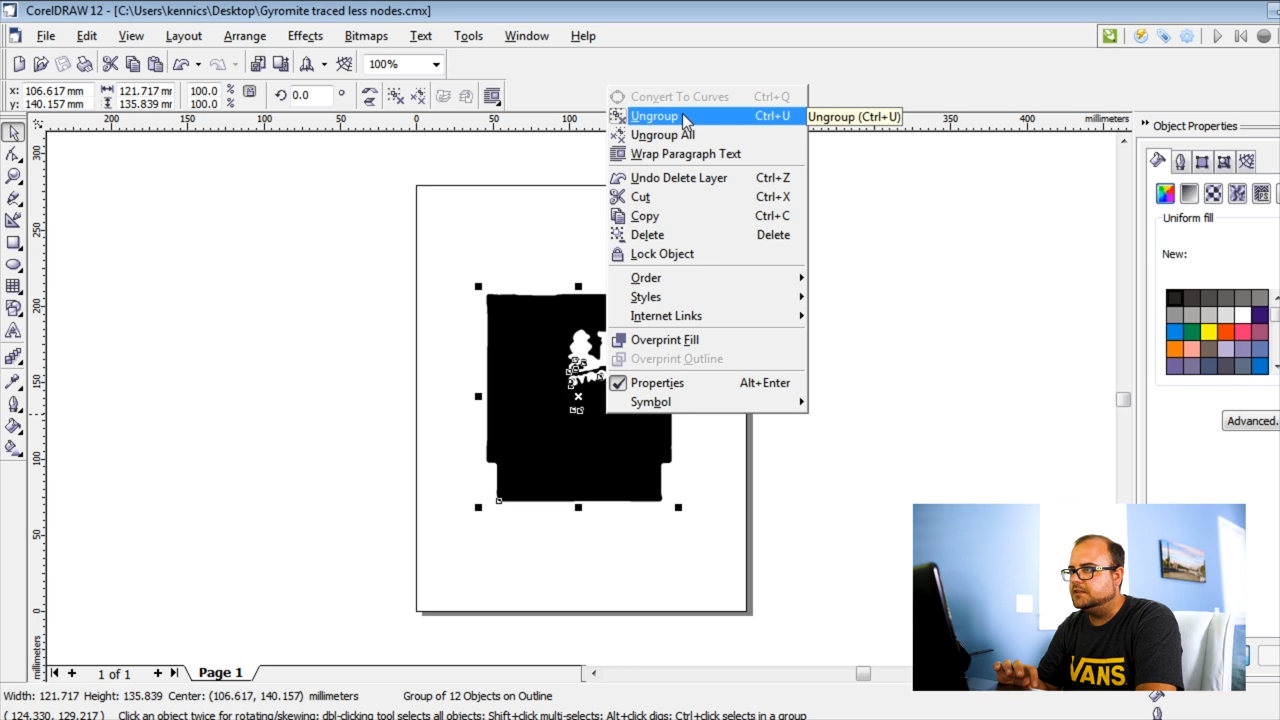 CorelDRAW 12 - [C:\Users\kennics\Desktop\Gyromite traced less nodes.cmx]
File Edit View Layout Arrange Effects Bitmaps Text Tools Window Help
100%
x: 106.617 mm 121.717 mm 100.0 %
y: 140.157 mm 135.839 mm 100.0 %
0.0 °
Convert To Curves Ctrl+Q
Ungroup Ctrl+U
Ungroup (Ctrl+U)
Ungroup All
Wrap Paragraph Text
Undo Delete Layer Ctrl+Z
Cut Ctrl+X
Copy Ctrl+C
Delete Delete
Lock Object
Order
Styles
Internet Links
Overprint Fill
Overprint Outline
Properties Alt+Enter
Symbol
200 150 100 50 0 50 100 350 400 millimeters
300
250
200
150
100
50
0
millimeters
Object Properties
Uniform fill
New:
Advanced.
VANS
1 of 1 Page 1
Width: 121.717 Height: 135.839 Center: (106.617, 140.157) millimeters Group of 12 Objects on Outline
(124.330, 129.217) Click an object twice for rotating/skewing; dbl-clicking tool selects all objects; Shift+click multi-selects; Alt+click digs; Ctrl+click selects in a group